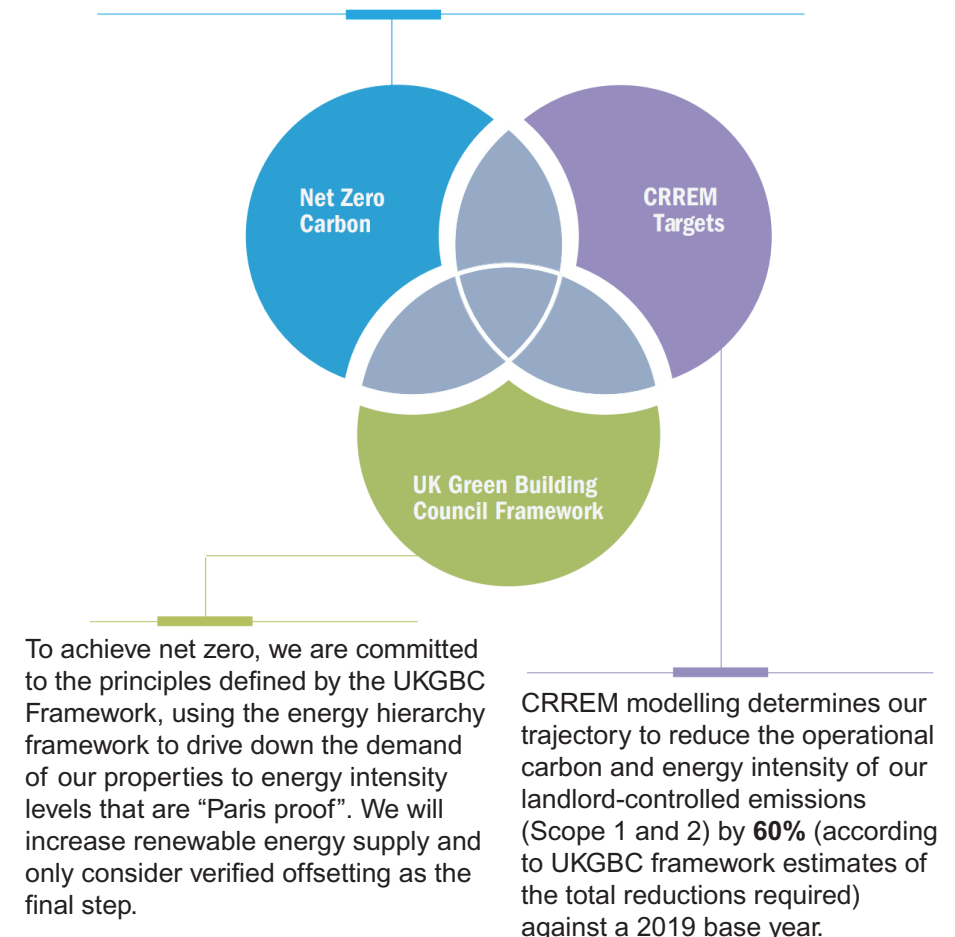 Net Zero
Carbon
CRREM
Targets
UK Green Building
Council Framework
To achieve net zero, we are committed
to the principles defined by the UKGBC
Framework, using the energy hierarchy
framework to drive down the demand
of our properties to energy intensity
levels that are “Paris proof”. We will
increase renewable energy supply and
only consider verified offsetting as the
final step.
CRREM modelling determines our
trajectory to reduce the operational
carbon and energy intensity of our
landlord-controlled emissions
(Scope 1 and 2) by 60% (according
to UKGBC framework estimates of
the total reductions required)
against a 2019 base year.